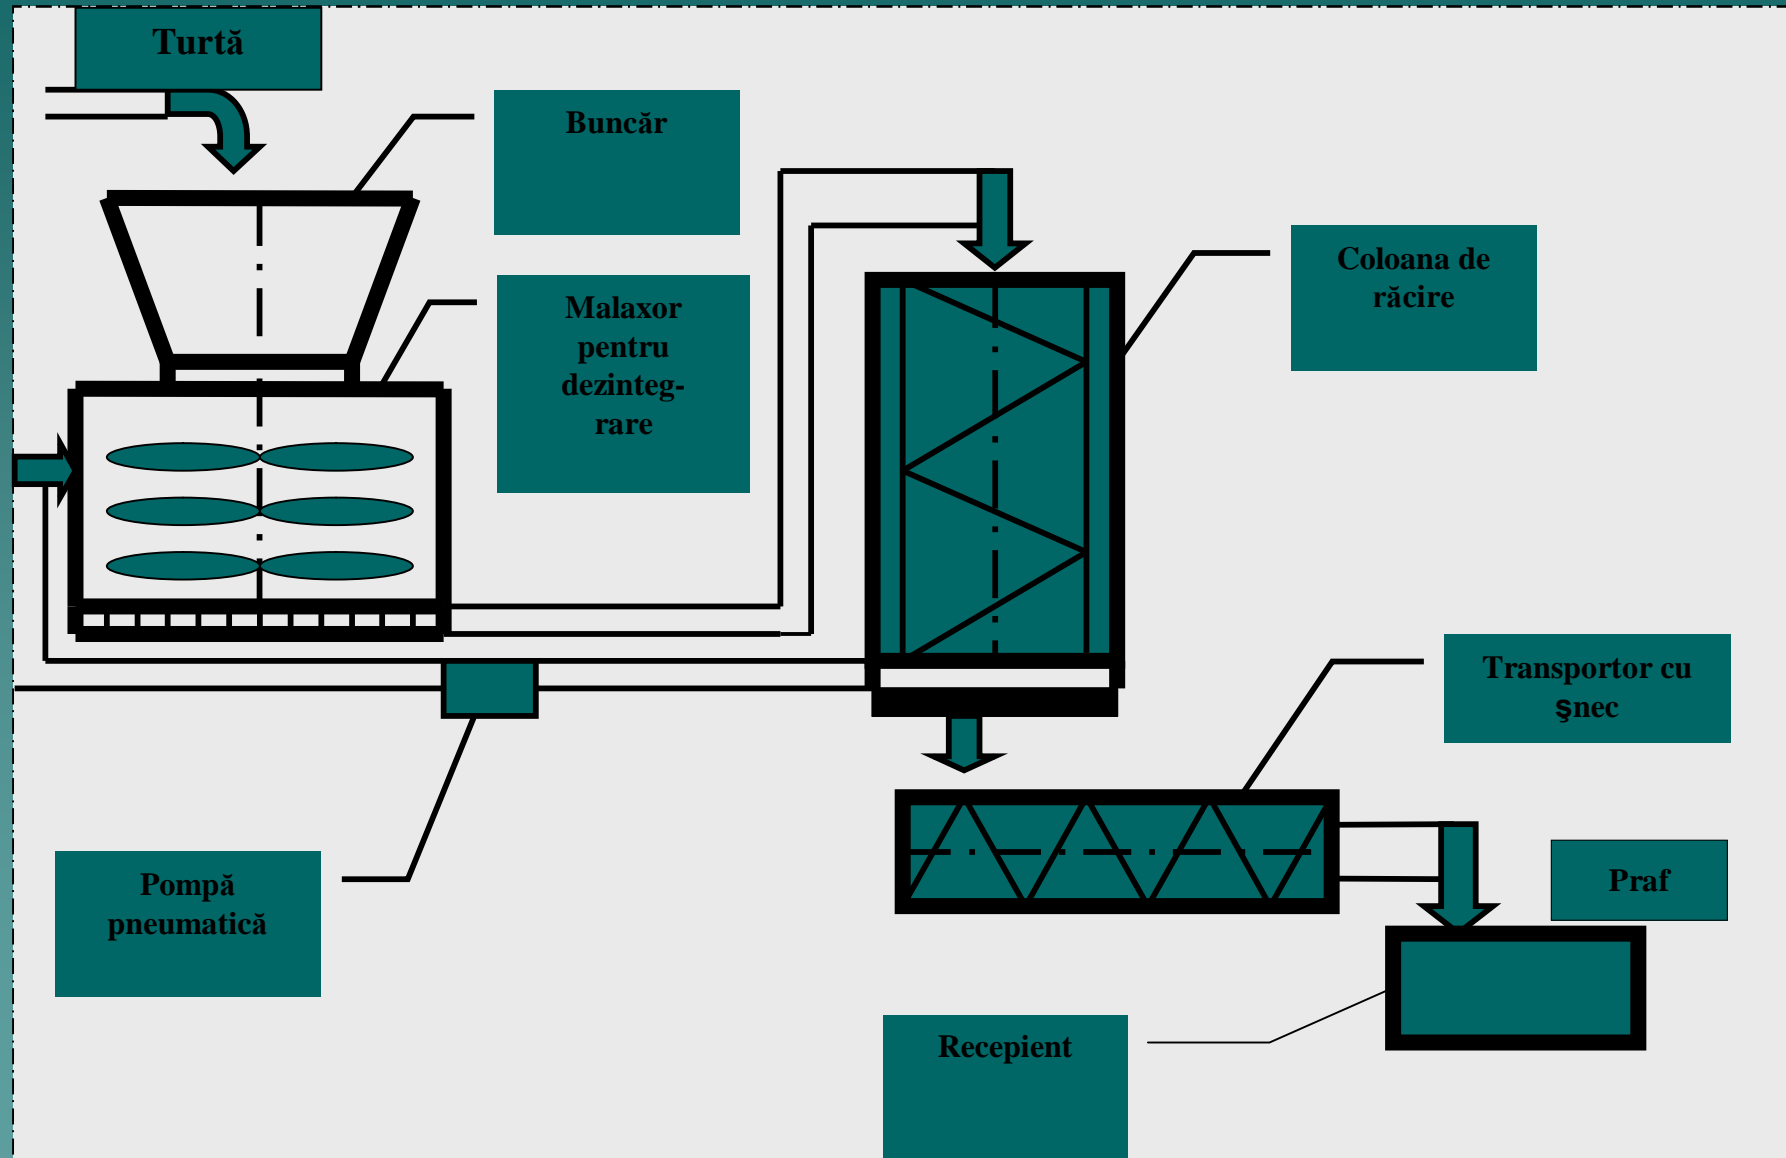 Turtă
Buncăr
Malaxor
pentru
dezinteg-
rare
Coloana de
răcire
Transportor cu
şnec
Pompă
pneumatică
Praf
Recepient